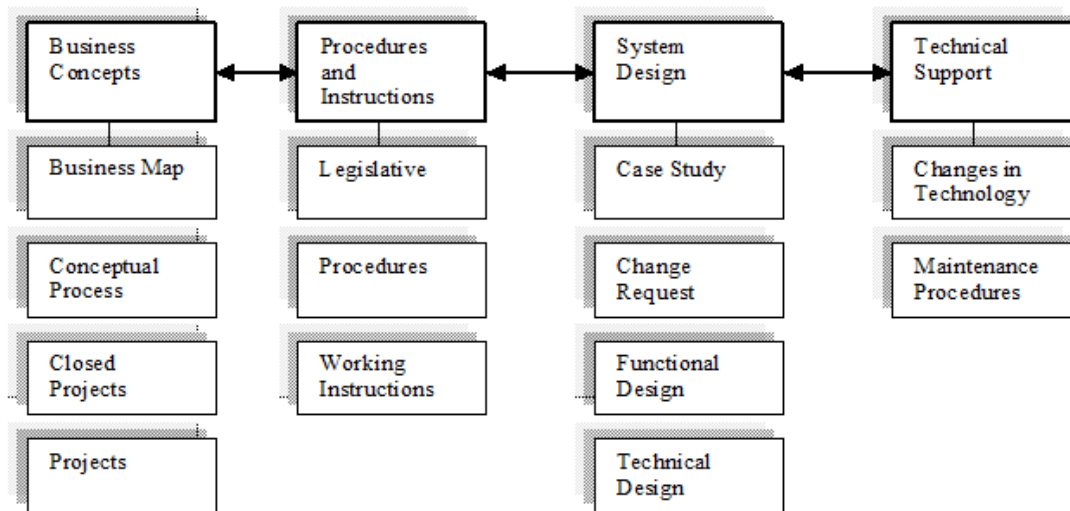 Business
Concepts
Procedures
and
Instructions
System
Design
Technical
Support
Business Map
Legislative
Case Study
Changes in
Technology
Conceptual
Process
Procedures
Change
Request
Maintenance
Procedures
Closed
Projects
Working
Instructions
Functional
Design
Projects
Technical
Design